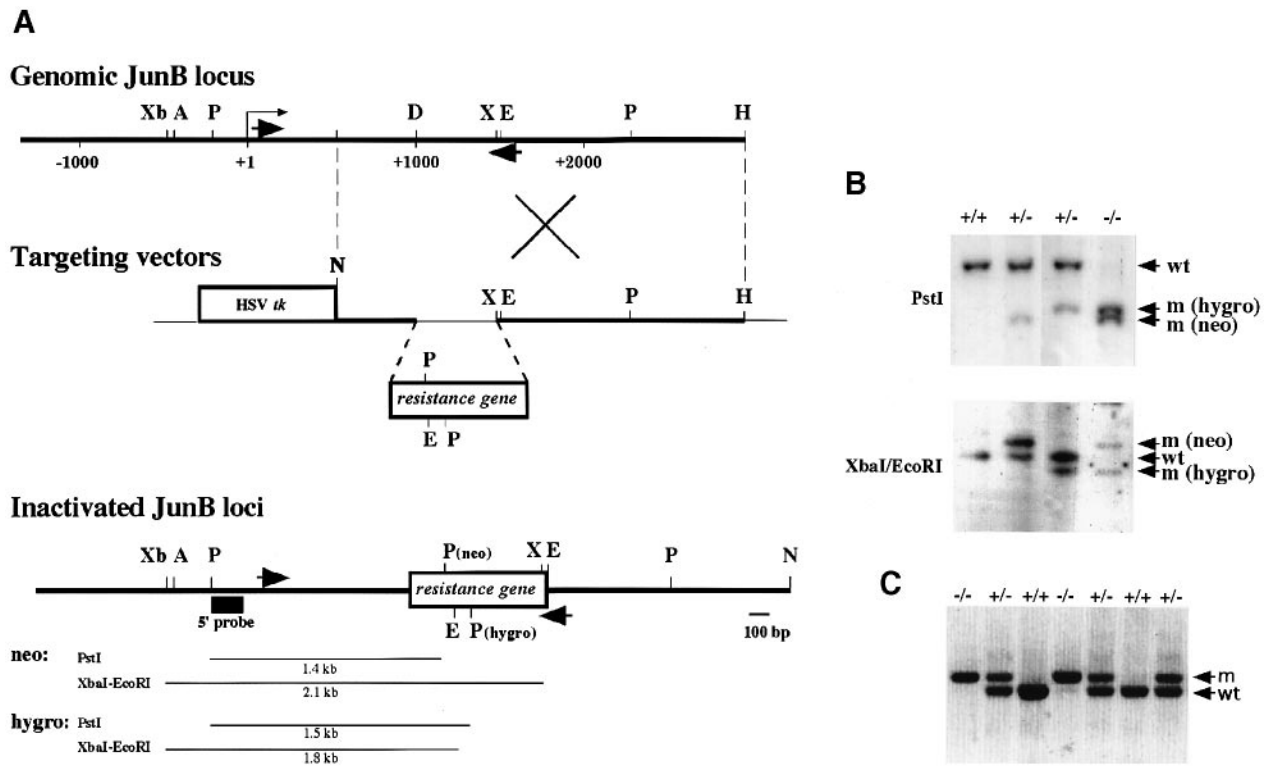 A
Genomic JunB locus
Xb A P D X E P H
-1000 +1 +1000 +2000
Targeting vectors
N
HSV tk
X E P H
P
resistance gene
E P
Inactivated JunB loci
Xb A P P(neo) X E P N
resistance gene
5' probe
E P(hygro)
100 bp
neo: PstI
1.4 kb
XbaI-EcoRI
2.1 kb
hygro: PstI
1.5 kb
XbaI-EcoRI
1.8 kb
B
+/+ +/- +/- -/-
wt
PstI
m (hygro)
m (neo)
m (neo)
XbaI/EcoRI
wt
m (hygro)
C
-/- +/- +/+ -/- +/- +/+ +/-
m
wt